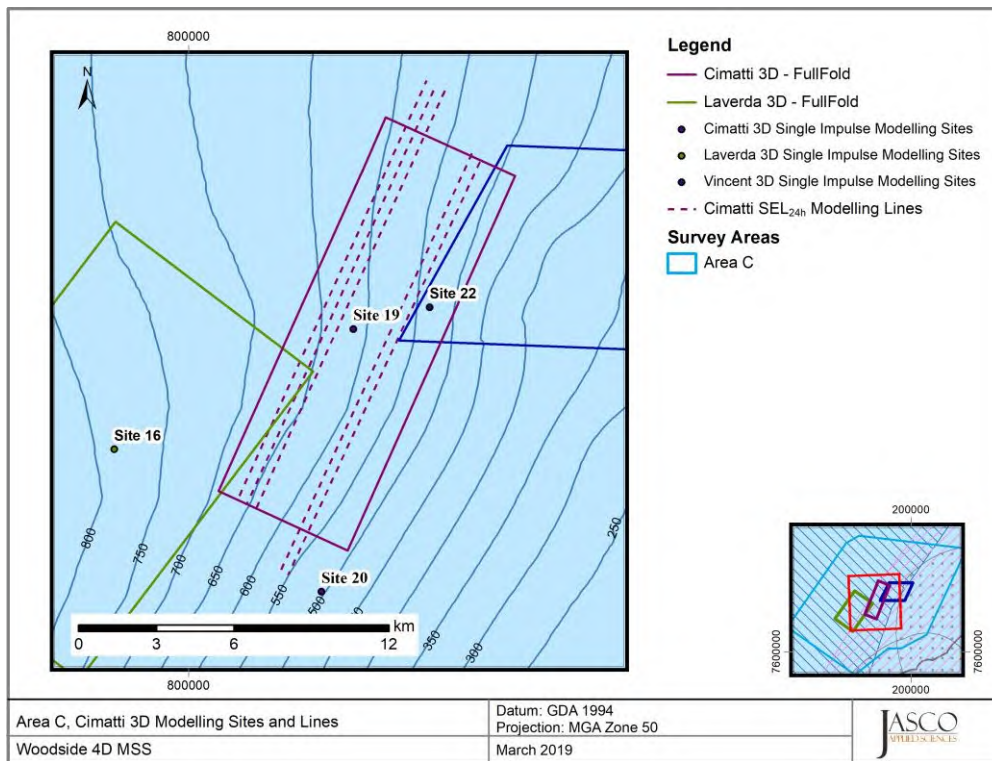 800000
N
Legend
Cimatti 3D - FullFold
Laverda 3D - FullFold
Cimatti 3D Single Impulse Modelling Sites
Laverda 3D Single Impulse Modelling Sites
Vincent 3D Single Impulse Modelling Sites
Cimatti SEL24h Modelling Lines
Survey Areas
Area C
Site 22
Site 19
Site 16
Site 20
800
750
700
650
600
550
500
350
300
250
km
0 3 6 12
800000
200000
7600000 7600000
200000
Area C, Cimatti 3D Modelling Sites and Lines
Woodside 4D MSS
Datum: GDA 1994
Projection: MGA Zone 50
March 2019
JASCO
APPLIED SCIENCES